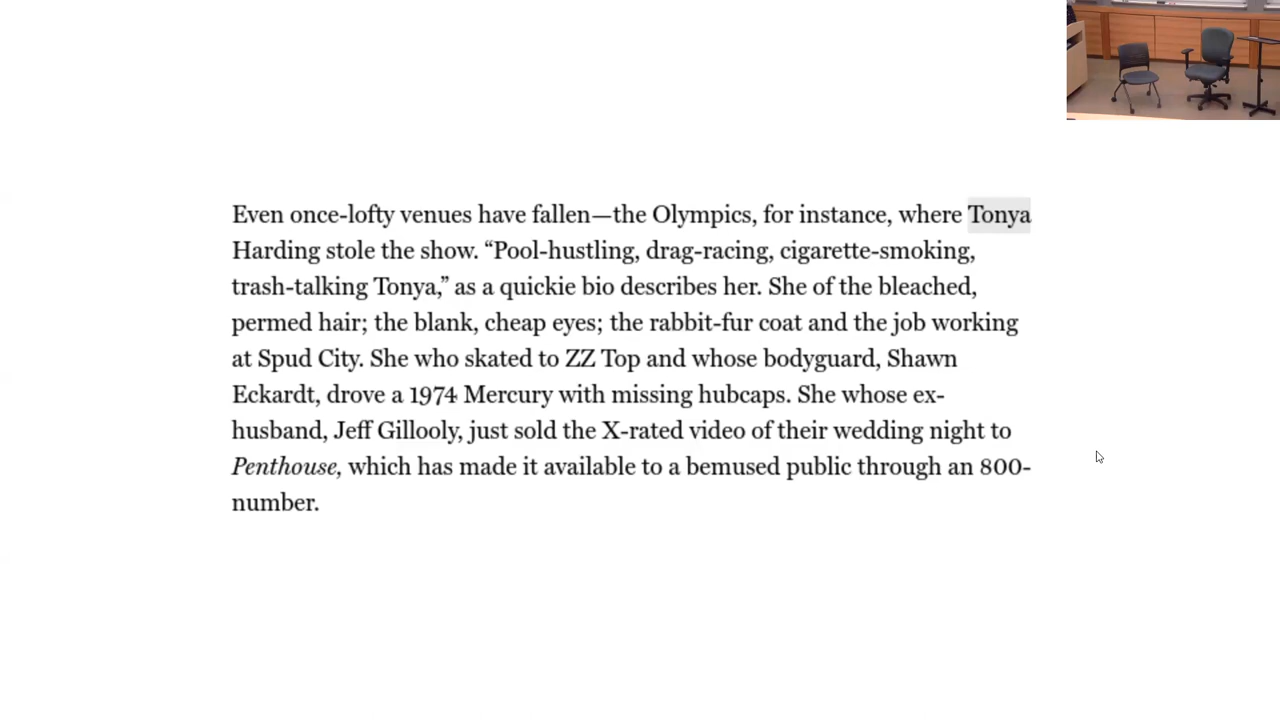 Even once-lofty venues have fallen—the Olympics, for instance, where Tonya
Harding stole the show. “Pool-hustling, drag-racing, cigarette-smoking,
trash-talking Tonya,” as a quickie bio describes her. She of the bleached,
permed hair; the blank, cheap eyes; the rabbit-fur coat and the job working
at Spud City. She who skated to ZZ Top and whose bodyguard, Shawn
Eckardt, drove a 1974 Mercury with missing hubcaps. She whose ex-
husband, Jeff Gillooly, just sold the X-rated video of their wedding night to
Penthouse, which has made it available to a bemused public through an 800-
number.